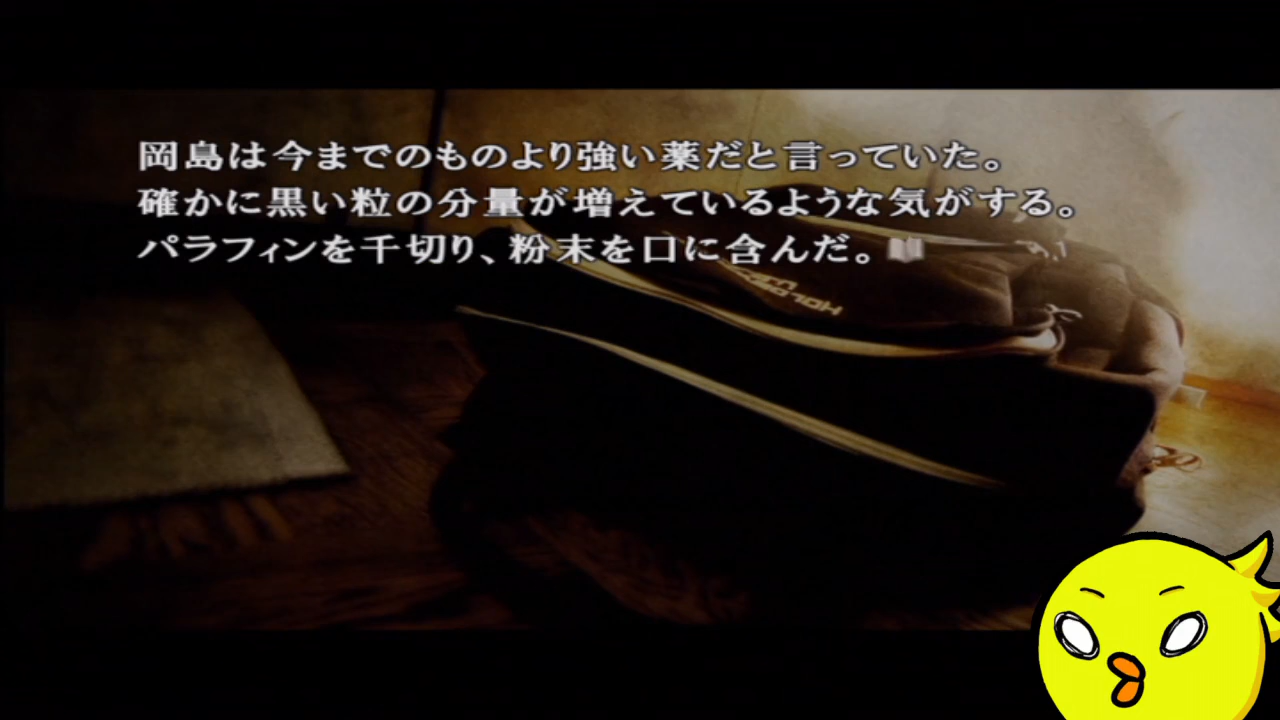 岡島は今までのものより強い薬だと言っていた。
確かに黒い粒の分量が増えているような気がする。
パラフィンを千切り、粉末を口に含んだ。